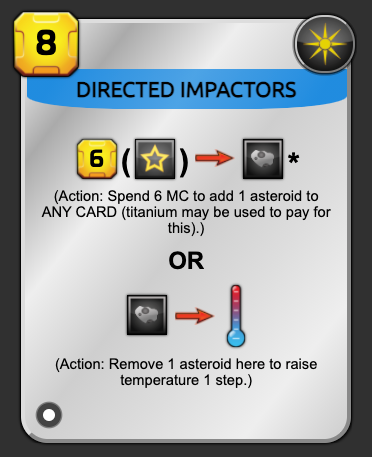 8
DIRECTED IMPACTORS
6 ( ) *
(Action: Spend 6 MC to add 1 asteroid to
ANY CARD (titanium may be used to pay for
this).)
OR
(Action: Remove 1 asteroid here to raise
temperature 1 step.)